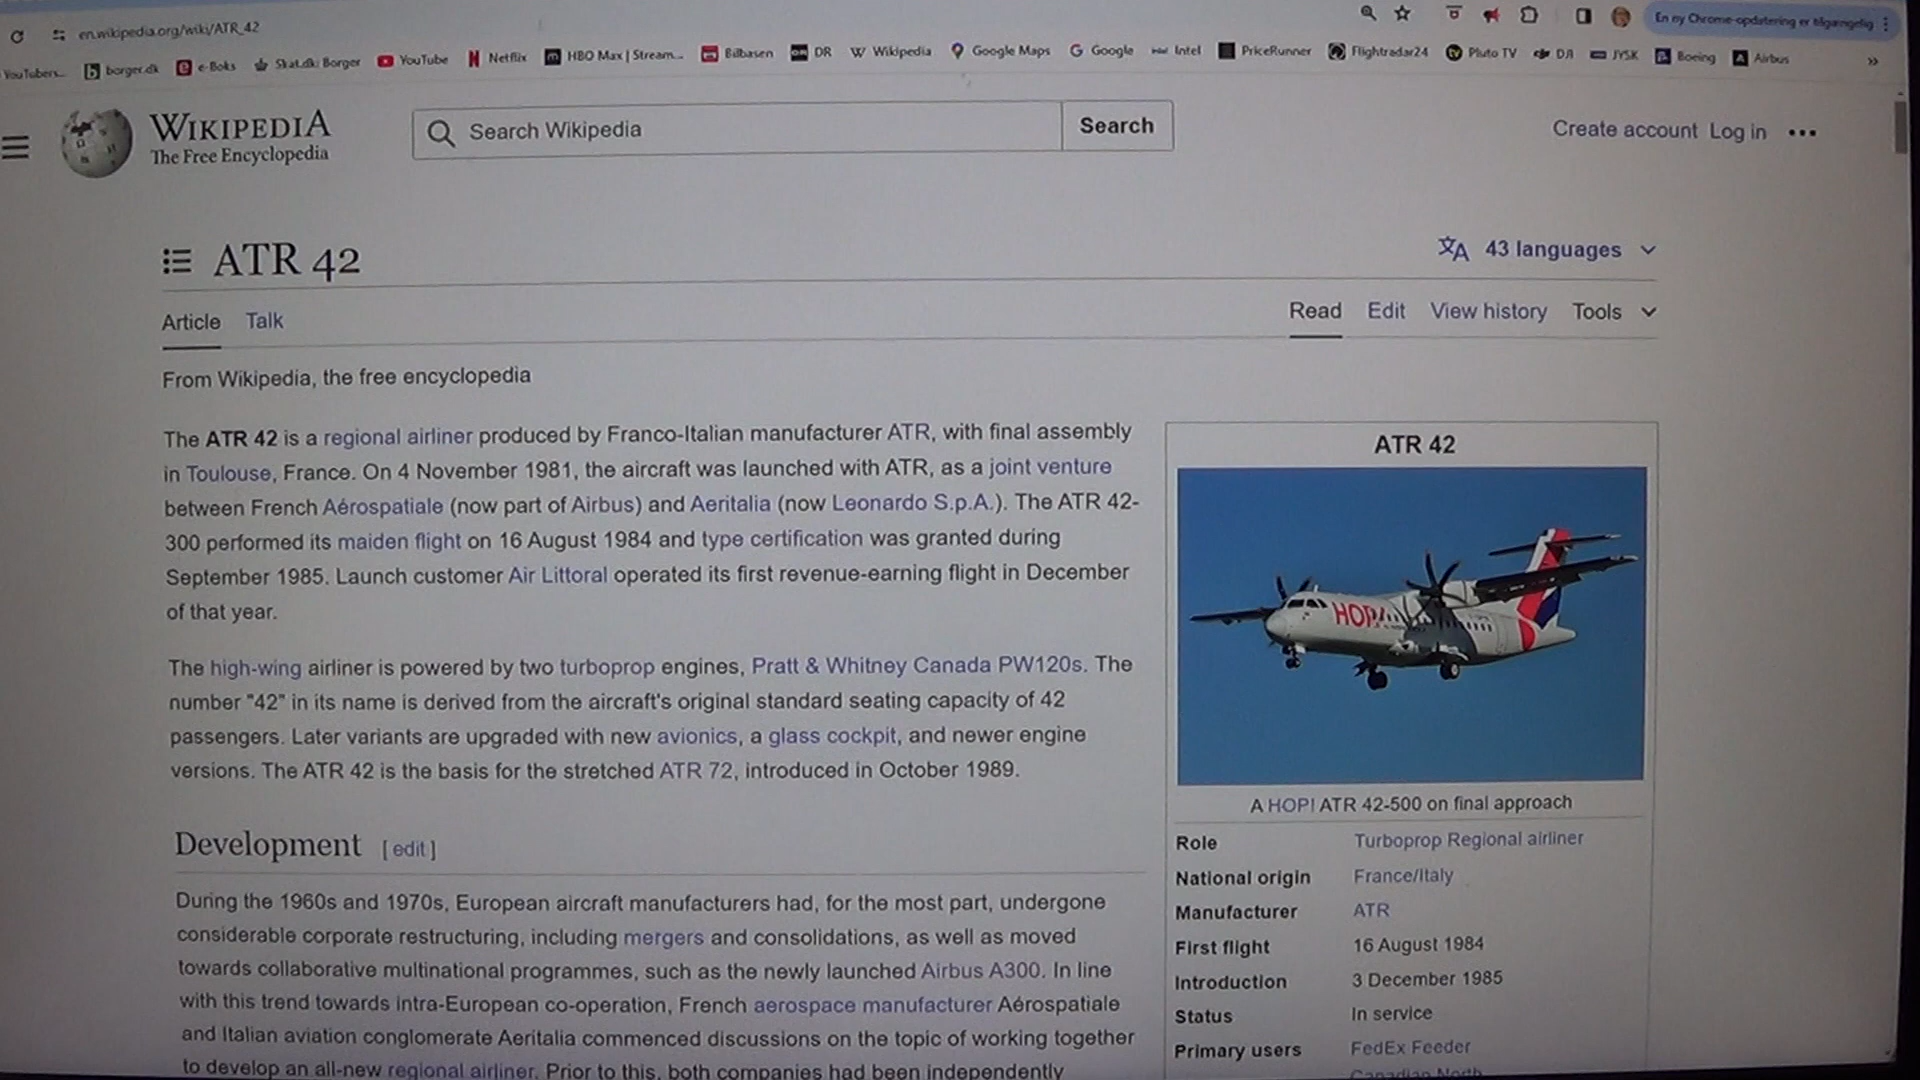 en.wikipedia.org/wiki/ATR_42
En ny Chrome-opdatering er tilgængelig
YouTubers... borger.dk e-Boks Skat.dk: Borger YouTube Netflix HBO Max | Stream... Bilbasen DR Wikipedia Google Maps Google Intel PriceRunner Flightradar24 Pluto TV DJI JYSK Boeing Airbus »
WIKIPEDIA
The Free Encyclopedia
Search Wikipedia
Search
Create account Log in
ATR 42
43 languages
Article Talk
Read Edit View history Tools
From Wikipedia, the free encyclopedia
The ATR 42 is a regional airliner produced by Franco-Italian manufacturer ATR, with final assembly
in Toulouse, France. On 4 November 1981, the aircraft was launched with ATR, as a joint venture
between French Aérospatiale (now part of Airbus) and Aeritalia (now Leonardo S.p.A.). The ATR 42-
300 performed its maiden flight on 16 August 1984 and type certification was granted during
September 1985. Launch customer Air Littoral operated its first revenue-earning flight in December
of that year.
The high-wing airliner is powered by two turboprop engines, Pratt & Whitney Canada PW120s. The
number "42" in its name is derived from the aircraft's original standard seating capacity of 42
passengers. Later variants are upgraded with new avionics, a glass cockpit, and newer engine
versions. The ATR 42 is the basis for the stretched ATR 72, introduced in October 1989.
Development [ edit ]
During the 1960s and 1970s, European aircraft manufacturers had, for the most part, undergone
considerable corporate restructuring, including mergers and consolidations, as well as moved
towards collaborative multinational programmes, such as the newly launched Airbus A300. In line
with this trend towards intra-European co-operation, French aerospace manufacturer Aérospatiale
and Italian aviation conglomerate Aeritalia commenced discussions on the topic of working together
to develop an all-new regional airliner. Prior to this, both companies had been independently
ATR 42
HOP!
A HOP! ATR 42-500 on final approach
Role Turboprop Regional airliner
National origin France/Italy
Manufacturer ATR
First flight 16 August 1984
Introduction 3 December 1985
Status In service
Primary users FedEx Feeder
Canadian North